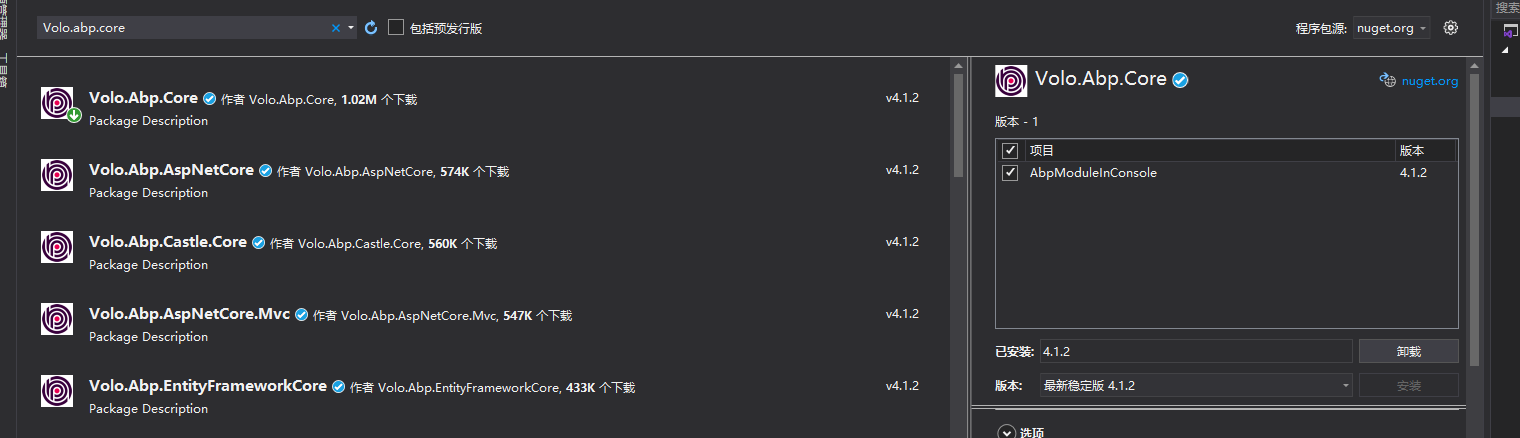 Volo.abp.core
包括预发行版
程序包源: nuget.org
搜索
工具箱
Volo.Abp.Core 作者 Volo.Abp.Core, 1.02M 个下载 v4.1.2
Package Description
Volo.Abp.AspNetCore 作者 Volo.Abp.AspNetCore, 574K 个下载 v4.1.2
Package Description
Volo.Abp.Castle.Core 作者 Volo.Abp.Castle.Core, 560K 个下载 v4.1.2
Package Description
Volo.Abp.AspNetCore.Mvc 作者 Volo.Abp.AspNetCore.Mvc, 547K 个下载 v4.1.2
Package Description
Volo.Abp.EntityFrameworkCore 作者 Volo.Abp.EntityFrameworkCore, 433K 个下载 v4.1.2
Package Description
Volo.Abp.Core nuget.org
版本 - 1
项目 版本
AbpModuleInConsole 4.1.2
已安装: 4.1.2 卸载
版本: 最新稳定版 4.1.2 安装
选项